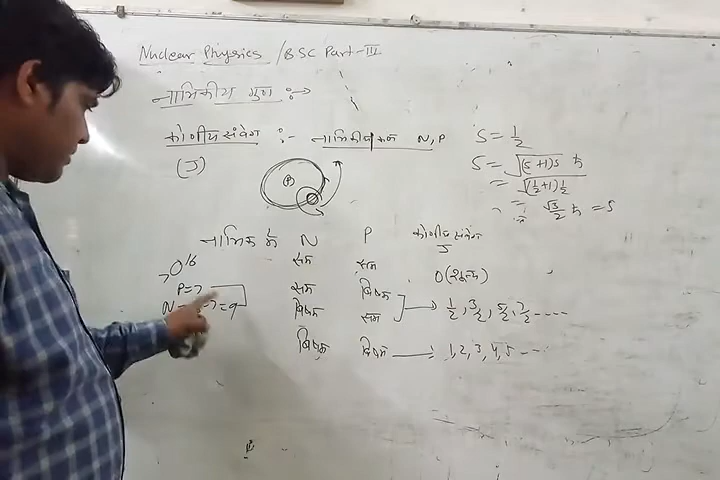 Nuclear Physics / BSC Part-III
नाभिकीय गुण :→
कोणीय संवेग :- नाभिकीय कण N, P
(J)
(P)
S = 1/2
S = √(s+1)s ħ
= √(1/2+1)1/2
= √3/2 ħ = S
नाभिक के N P कोणीय संवेग J
सम सम 0 (शून्य)
सम विषम
विषम सम → 1/2, 3/2, 5/2, 7/2 ----
विषम विषम → 1, 2, 3, 4, 5 ---
₇O¹⁶
P=7
=9